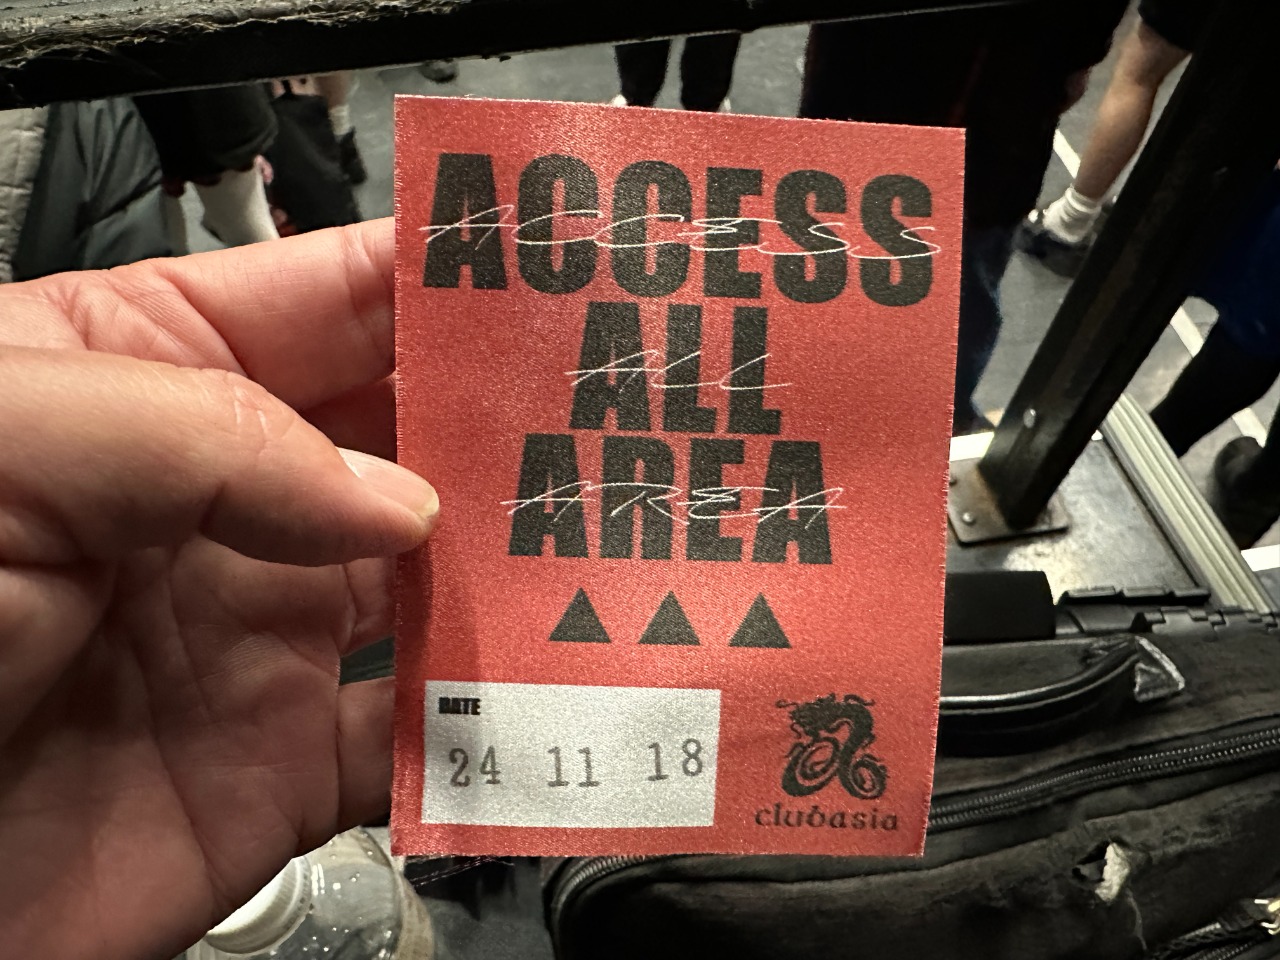 ACCESS
ACCESS
ALL
ALL
AREA
AREA
DATE
24 11 18
clubasia